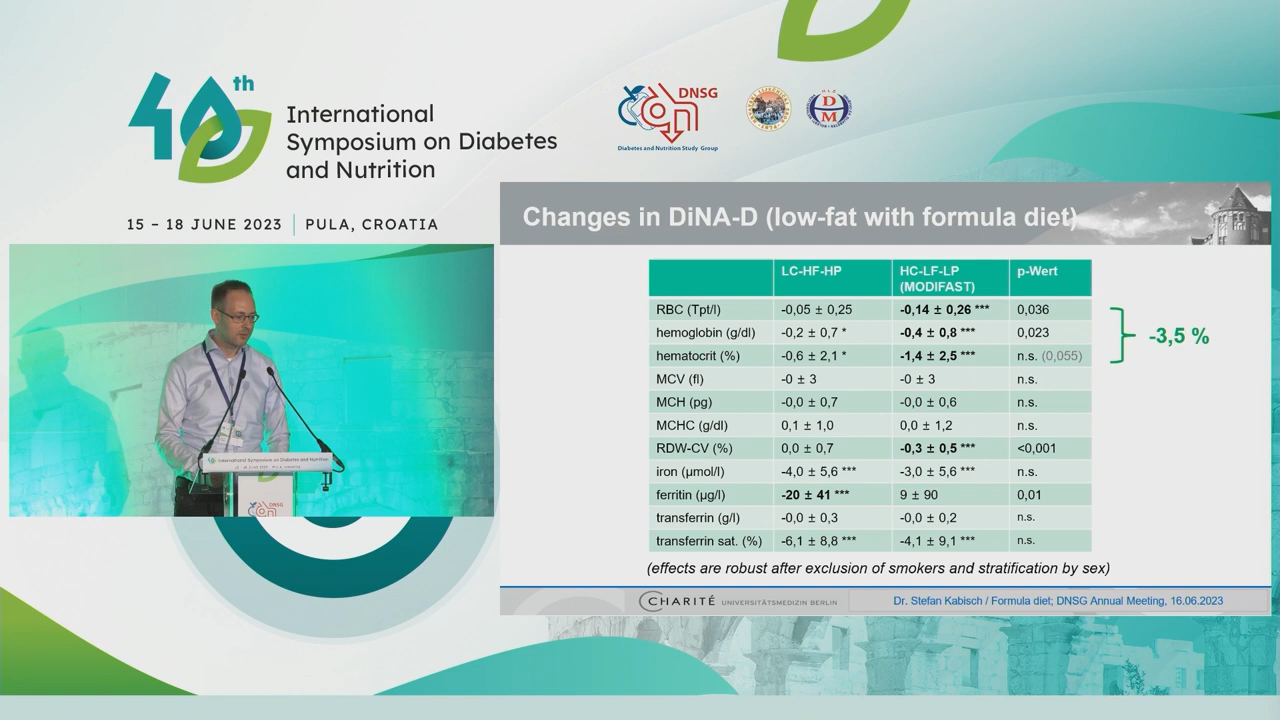 40th
International
Symposium on Diabetes
and Nutrition
15 – 18 JUNE 2023 | PULA, CROATIA
DNSG
Diabetes and Nutrition Study Group
D
M
International Symposium on Diabetes and Nutrition
DNSG
Changes in DiNA-D (low-fat with formula diet)
LC-HF-HP HC-LF-LP (MODIFAST) p-Wert
RBC (Tpt/l) -0,05 ± 0,25 -0,14 ± 0,26 *** 0,036
hemoglobin (g/dl) -0,2 ± 0,7 * -0,4 ± 0,8 *** 0,023
hematocrit (%) -0,6 ± 2,1 * -1,4 ± 2,5 *** n.s. (0,055)
-3,5 %
MCV (fl) -0 ± 3 -0 ± 3 n.s.
MCH (pg) -0,0 ± 0,7 -0,0 ± 0,6 n.s.
MCHC (g/dl) 0,1 ± 1,0 0,0 ± 1,2 n.s.
RDW-CV (%) 0,0 ± 0,7 -0,3 ± 0,5 *** <0,001
iron (µmol/l) -4,0 ± 5,6 *** -3,0 ± 5,6 *** n.s.
ferritin (µg/l) -20 ± 41 *** 9 ± 90 0,01
transferrin (g/l) -0,0 ± 0,3 -0,0 ± 0,2 n.s.
transferrin sat. (%) -6,1 ± 8,8 *** -4,1 ± 9,1 *** n.s.
(effects are robust after exclusion of smokers and stratification by sex)
CHARITÉ UNIVERSITÄTSMEDIZIN BERLIN
Dr. Stefan Kabisch / Formula diet; DNSG Annual Meeting, 16.06.2023